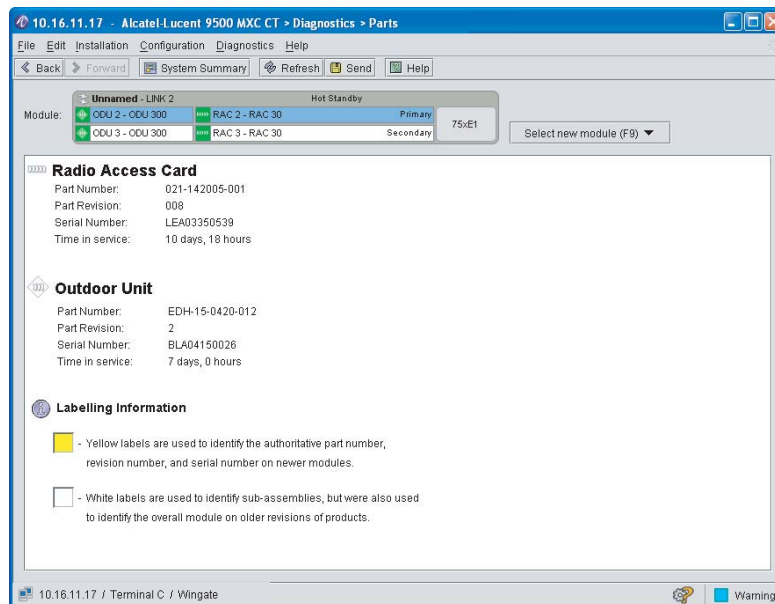 10.16.11.17 - Alcatel-Lucent 9500 MXC CT > Diagnostics > Parts
File Edit Installation Configuration Diagnostics Help
Back Forward System Summary Refresh Send Help
Unnamed - LINK 2 Hot Standby
Module: ODU 2 - ODU 300 RAC 2 - RAC 30 Primary
ODU 3 - ODU 300 RAC 3 - RAC 30 Secondary
75xE1
Select new module (F9)
Radio Access Card
Part Number: 021-142005-001
Part Revision: 008
Serial Number: LEA03350539
Time in service: 10 days, 18 hours
Outdoor Unit
Part Number: EDH-15-0420-012
Part Revision: 2
Serial Number: BLA04150026
Time in service: 7 days, 0 hours
Labelling Information
- Yellow labels are used to identify the authoritative part number,
revision number, and serial number on newer modules.
- White labels are used to identify sub-assemblies, but were also used
to identify the overall module on older revisions of products.
10.16.11.17 / Terminal C / Wingate
Warning